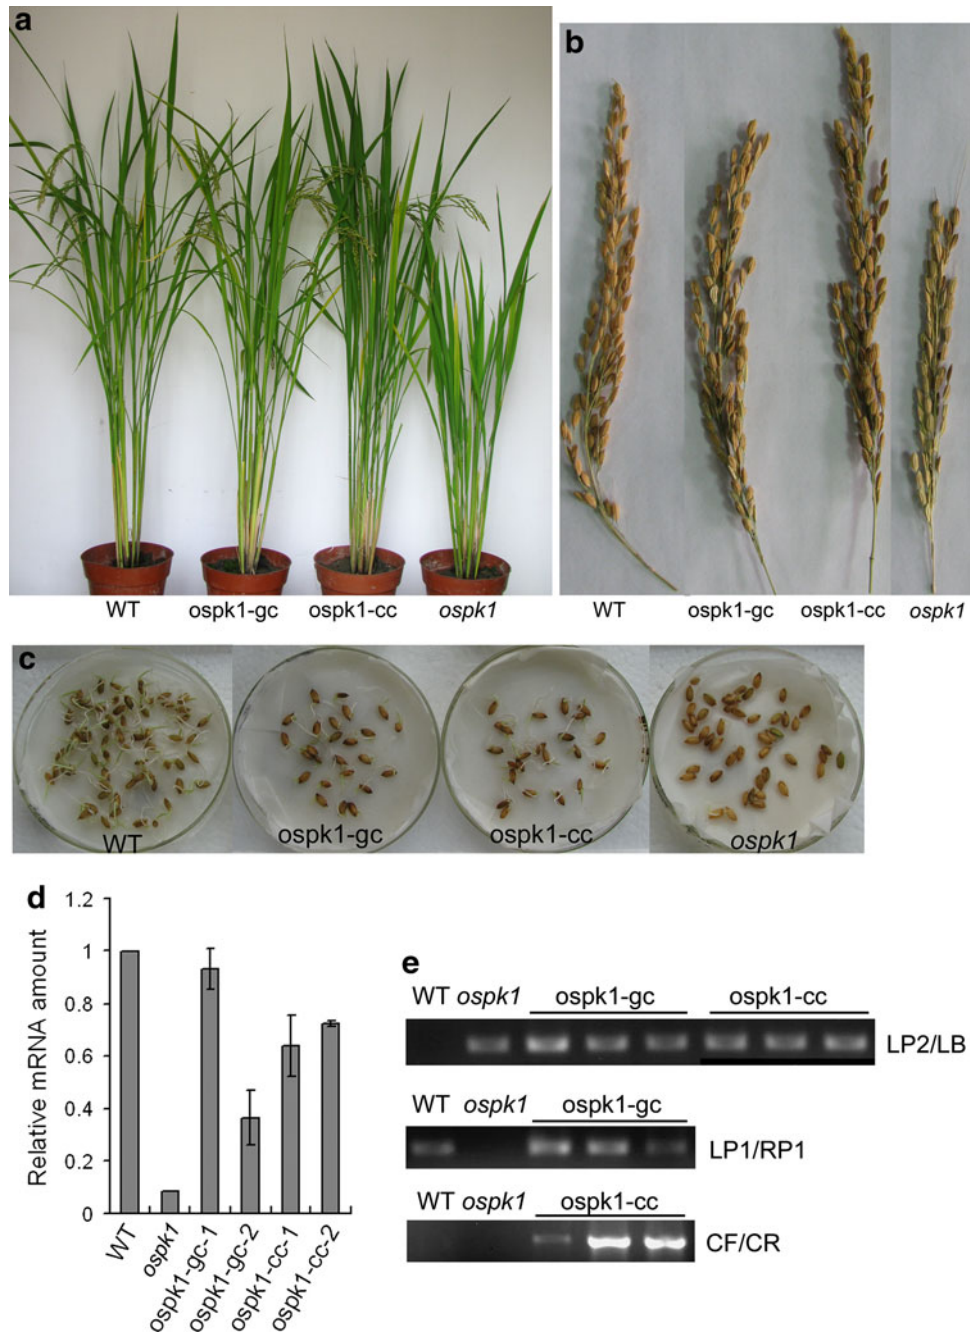 a
b
WT ospk1-gc ospk1-cc ospk1
WT ospk1-gc ospk1-cc ospk1
c
WT ospk1-gc ospk1-cc ospk1
d
1.2
1
0.8
0.6
0.4
0.2
0
Relative mRNA amount
WT
ospk1
ospk1-gc-1
ospk1-gc-2
ospk1-cc-1
ospk1-cc-2
e
WT ospk1 ospk1-gc ospk1-cc
LP2/LB
WT ospk1 ospk1-gc
LP1/RP1
WT ospk1 ospk1-cc
CF/CR